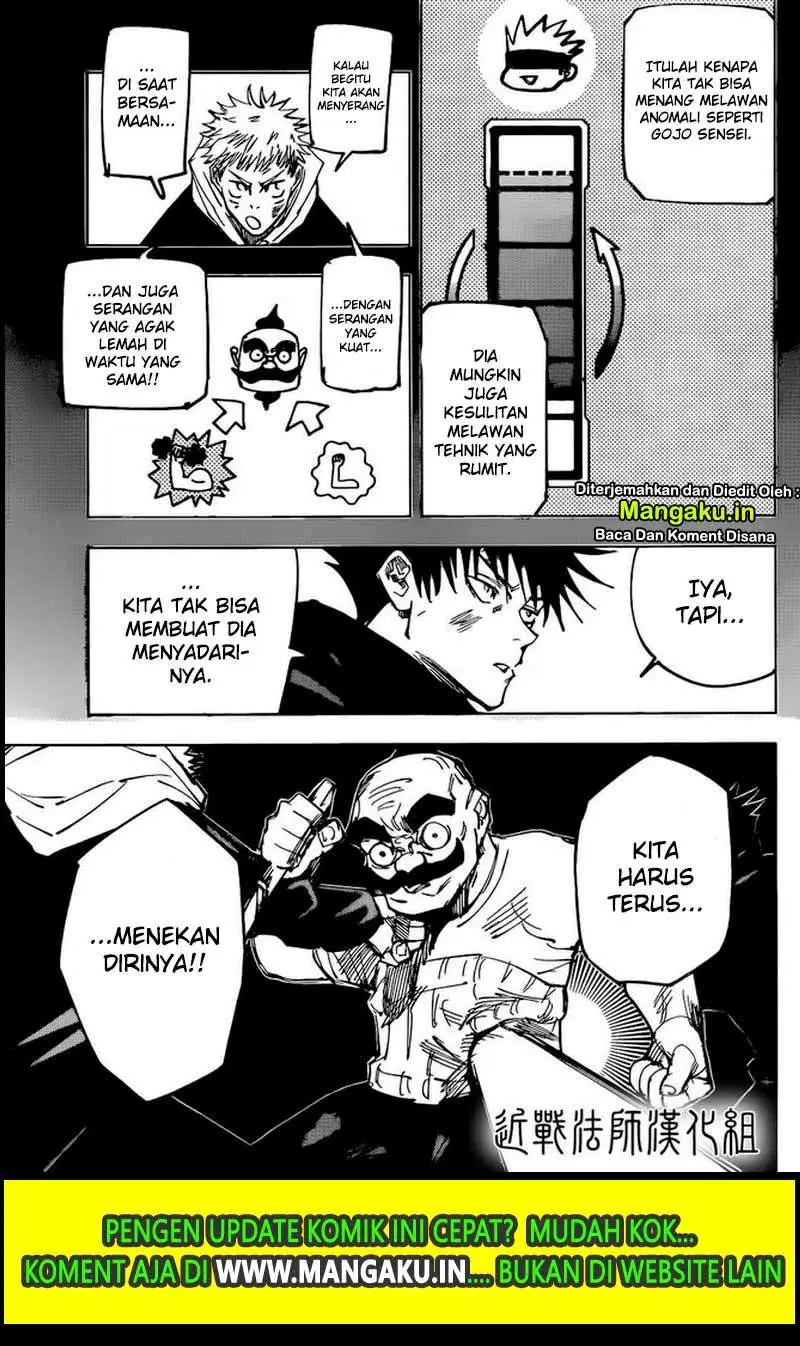 ITULAH KENAPA
KITA TAK BISA
MENANG MELAWAN
ANOMALI SEPERTI
GOJO SENSEI.
DIA
MUNGKIN
JUGA
KESULITAN
MELAWAN
TEHNIK YANG
RUMIT.
KALAU
BEGITU
KITA AKAN
MENYERANG
...
...
DI SAAT
BERSA-
MAAN...
...DENGAN
SERANGAN
YANG
KUAT...
...DAN JUGA
SERANGAN
YANG AGAK
LEMAH DI
WAKTU YANG
SAMA!!
Diterjemahkan dan Diedit Oleh :
Mangaku.in
Baca Dan Koment Disana
IYA,
TAPI...
...
KITA TAK BISA
MEMBUAT DIA
MENYADARI-
NYA.
KITA
HARUS
TERUS...
...MENEKAN
DIRINYA!!
近戰法師漢化組
PENGEN UPDATE KOMIK INI CEPAT? MUDAH KOK...
KOMENT AJA DI WWW.MANGAKU.IN.... BUKAN DI WEBSITE LAIN